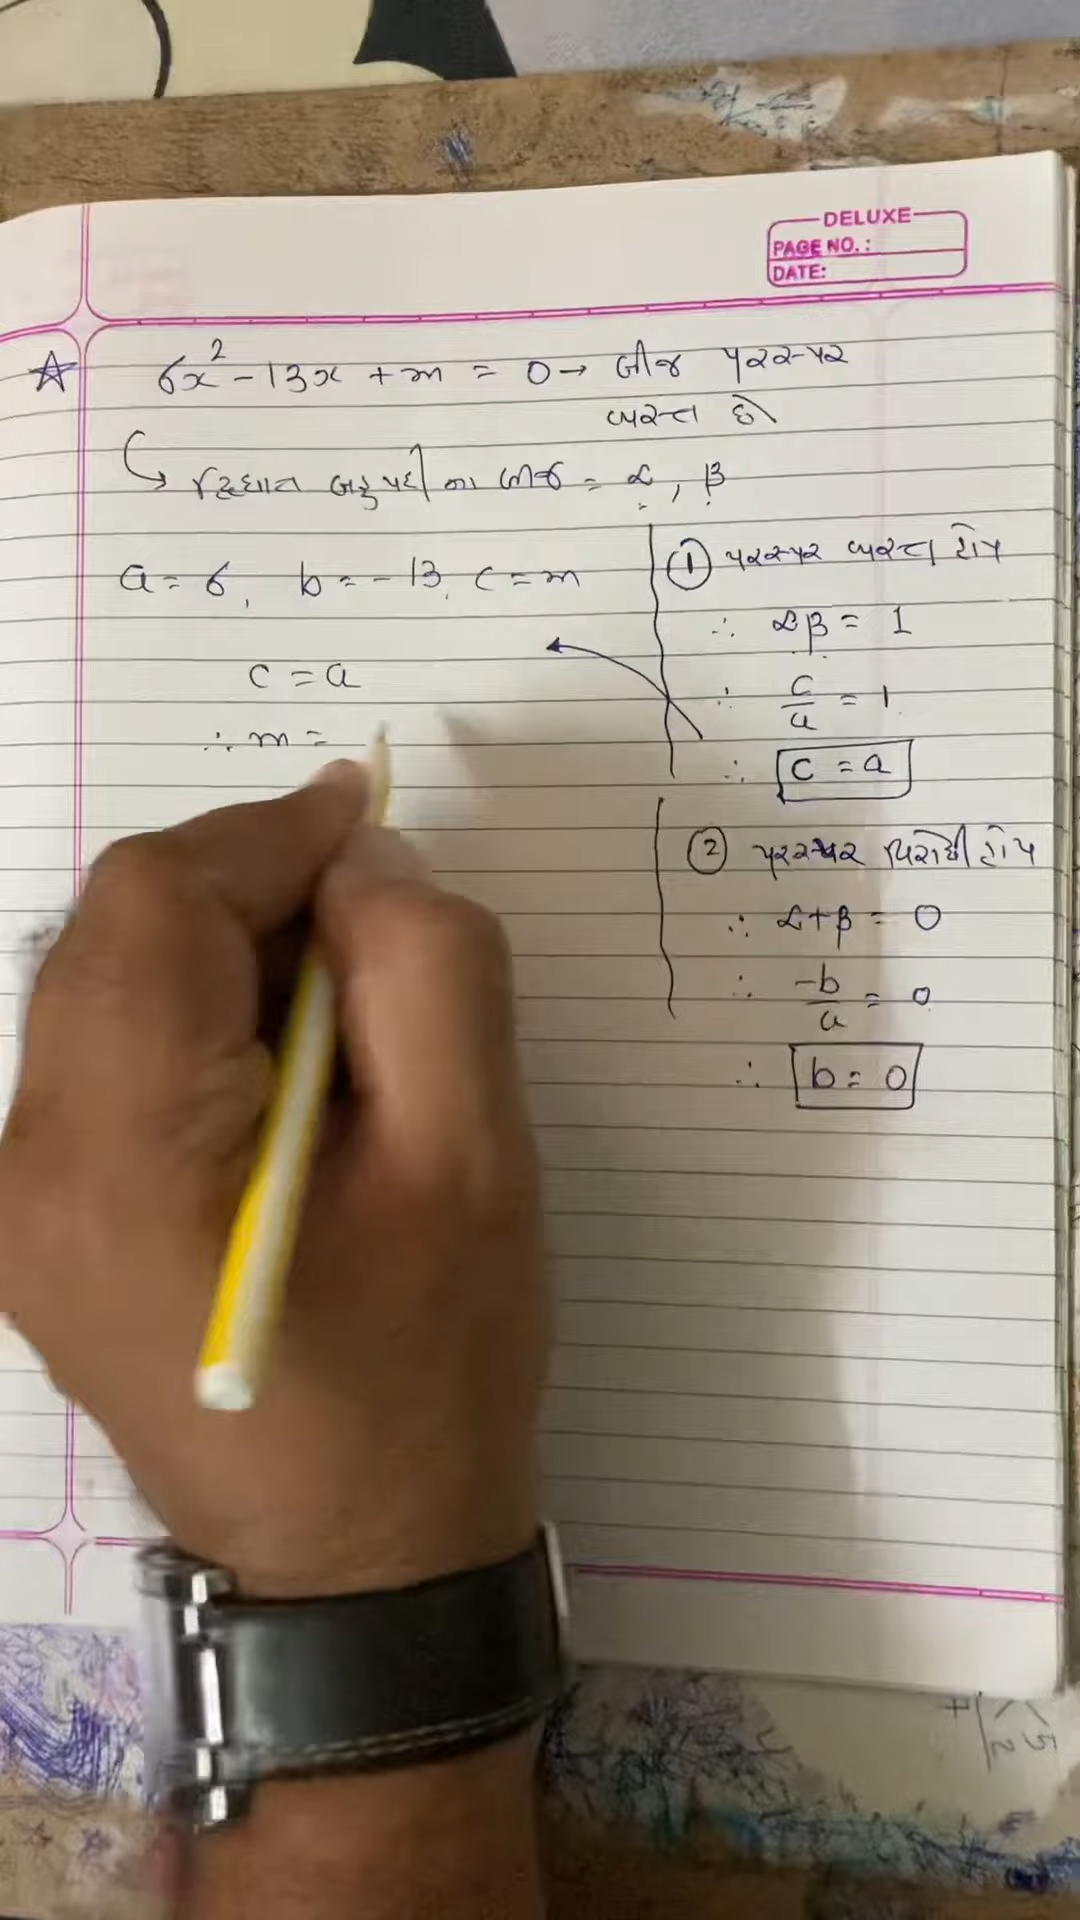 DELUXE
PAGE NO. :
DATE:
6x² - 13x + m = 0 → બીજ પરસ્પર
વ્યસ્ત છે
દ્વિઘાત બહુપદી ના બીજ = α, β
a = 6, b = -13, c = m
c = a
∴ m =
① પરસ્પર વ્યસ્ત હોય
∴ αβ = 1
∴ c/a = 1
∴ c = a
② પરસ્પર વિરોધી હોય
∴ α+β = 0
∴ -b/a = 0
∴ b = 0